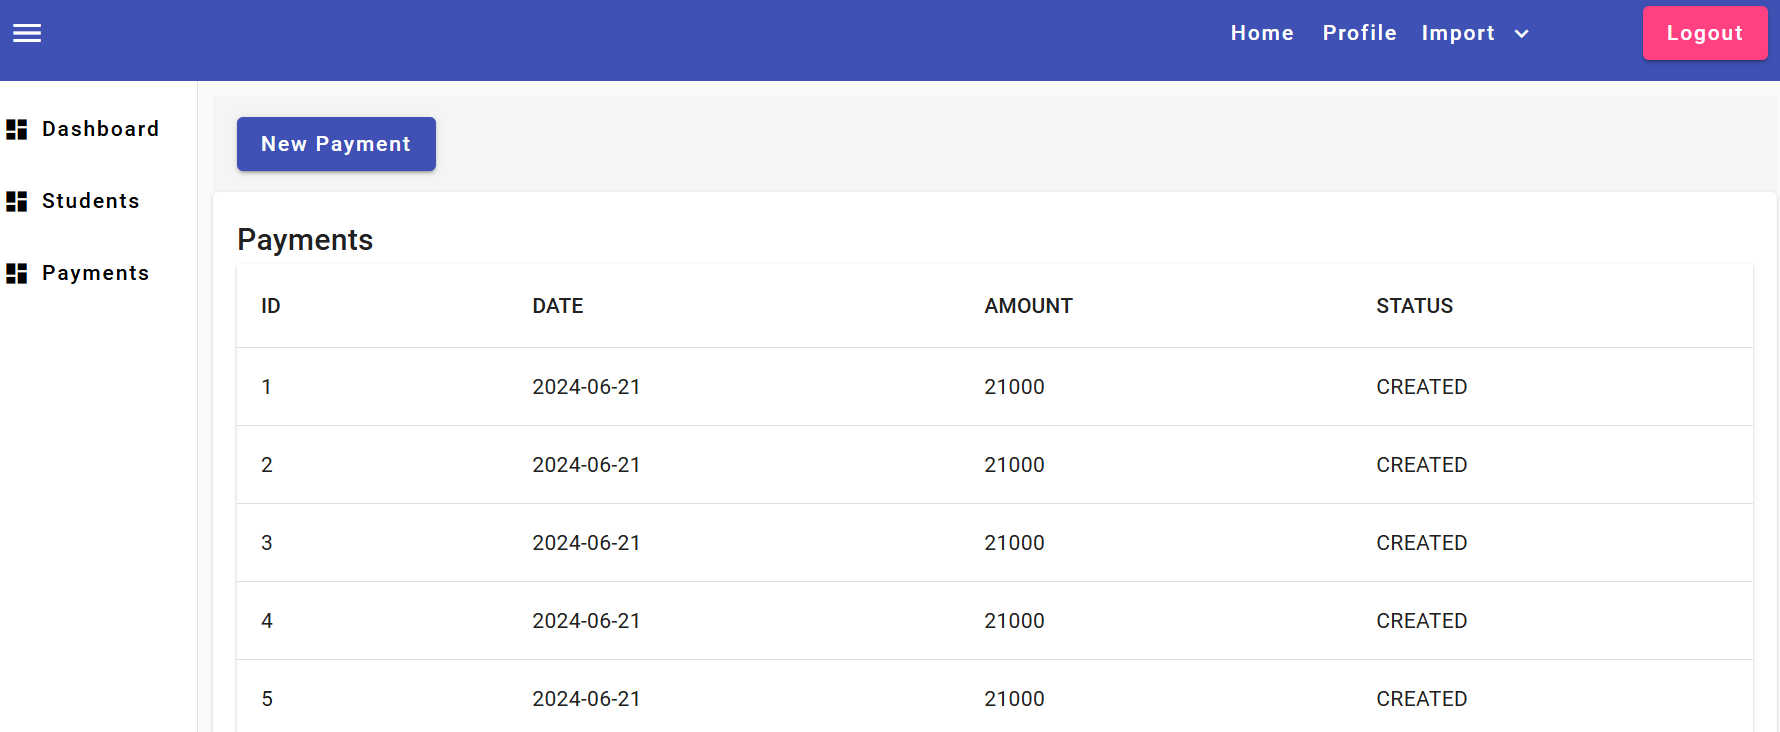 Home Profile Import Logout
Dashboard
Students
Payments
New Payment
Payments
ID DATE AMOUNT STATUS
1 2024-06-21 21000 CREATED
2 2024-06-21 21000 CREATED
3 2024-06-21 21000 CREATED
4 2024-06-21 21000 CREATED
5 2024-06-21 21000 CREATED